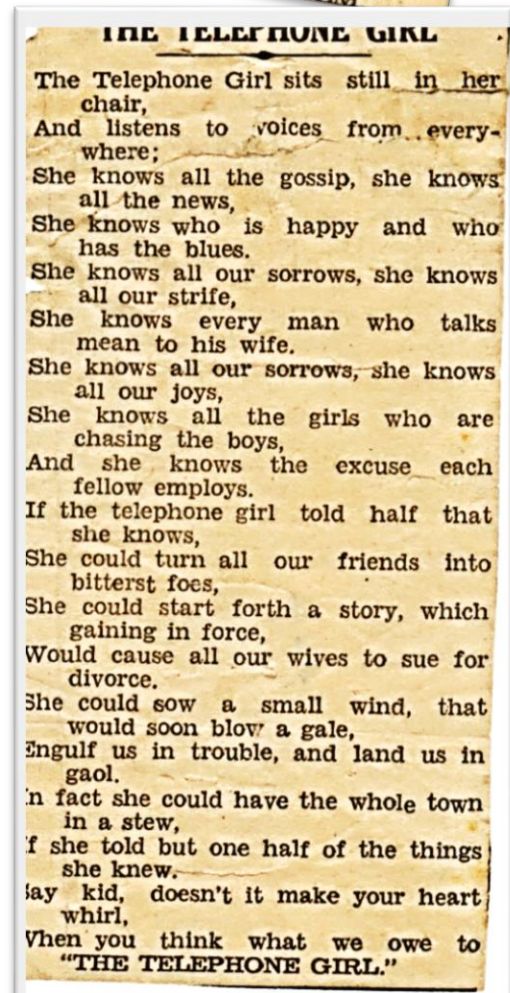 THE TELEPHONE GIRL
The Telephone Girl sits still in her
chair,
And listens to voices from every-
where;
She knows all the gossip, she knows
all the news,
She knows who is happy and who
has the blues.
She knows all our sorrows, she knows
all our strife,
She knows every man who talks
mean to his wife.
She knows all our sorrows, she knows
all our joys,
She knows all the girls who are
chasing the boys,
And she knows the excuse each
fellow employs.
If the telephone girl told half that
she knows,
She could turn all our friends into
bitterst foes,
She could start forth a story, which
gaining in force,
Would cause all our wives to sue for
divorce.
She could sow a small wind, that
would soon blow a gale,
Engulf us in trouble, and land us in
gaol.
In fact she could have the whole town
in a stew,
If she told but one half of the things
she knew.
Say kid, doesn't it make your heart
whirl,
When you think what we owe to
"THE TELEPHONE GIRL."